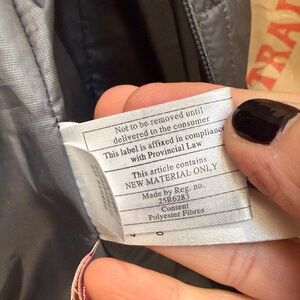 Not to be removed until
delivered to the consumer
This label is affixed in compliance
with Provincial Law
This article contains
NEW MATERIAL ONLY
Made by Reg. no.
25R6283
Content
Polyester Fibres
TRA